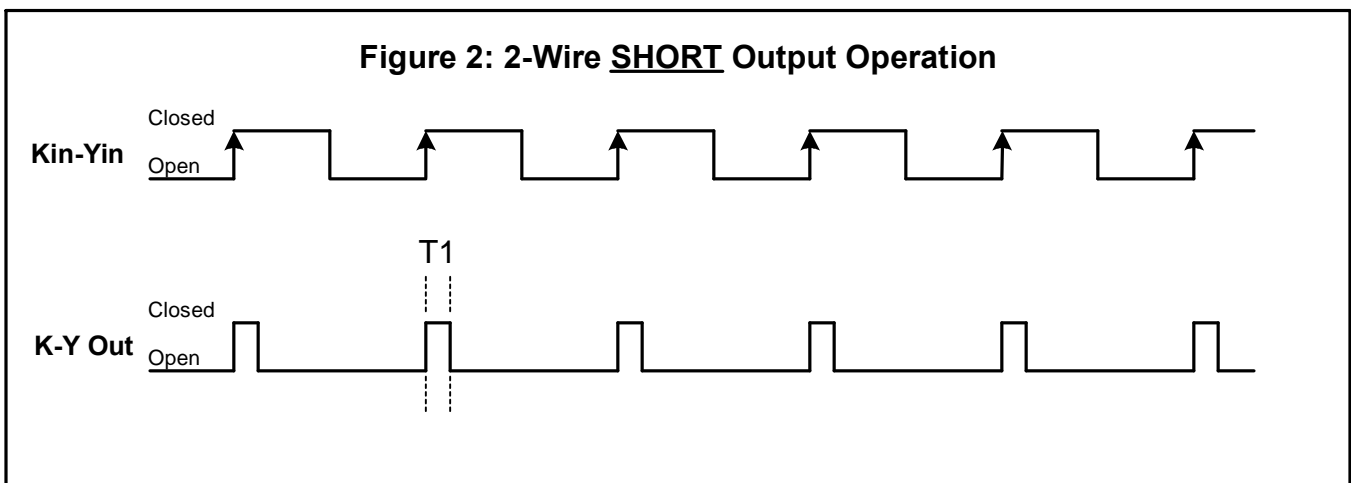 Figure 2: 2-Wire SHORT Output Operation
Closed
Kin-Yin
Open
T1
Closed
K-Y Out
Open